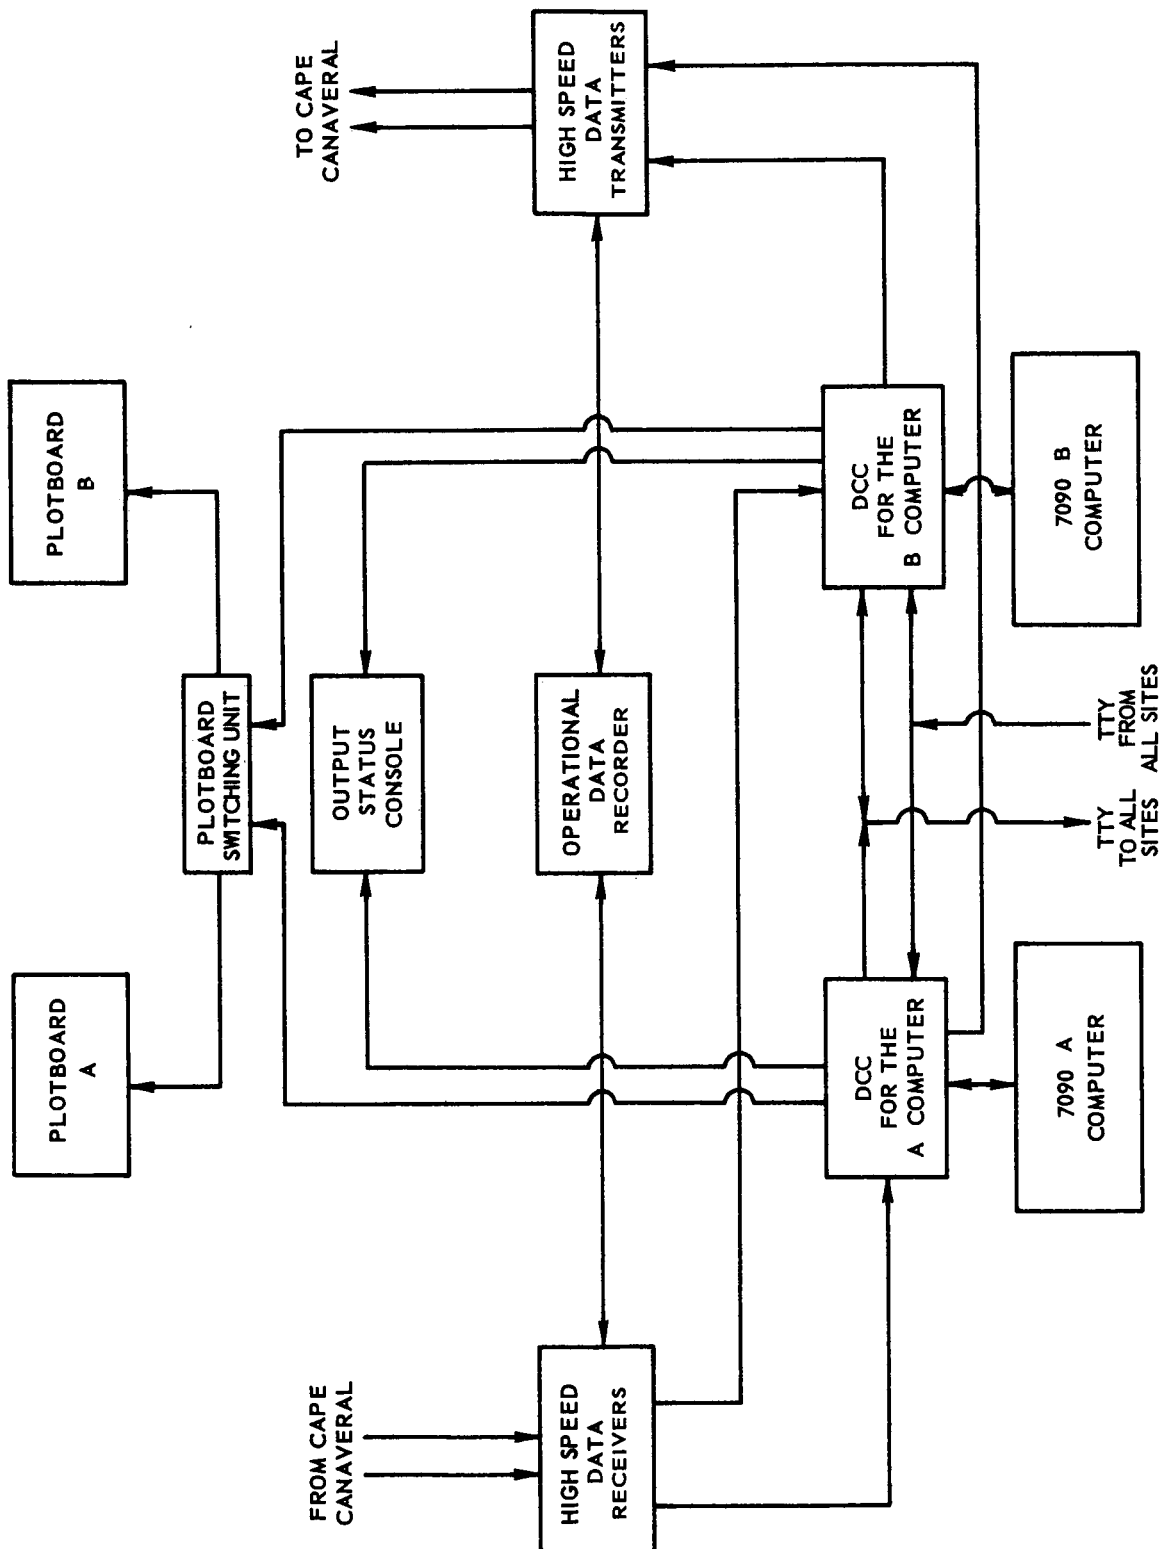 PLOTBOARD
A
PLOTBOARD
B
PLOTBOARD
SWITCHING UNIT
FROM CAPE
CANAVERAL
OUTPUT
STATUS
CONSOLE
TO CAPE
CANAVERAL
HIGH SPEED
DATA
RECEIVERS
OPERATIONAL
DATA
RECORDER
HIGH SPEED
DATA
TRANSMITTERS
DCC
FOR THE
A COMPUTER
DCC
FOR THE
B COMPUTER
7090 A
COMPUTER
TTY
TO ALL
SITES
TTY
FROM
ALL SITES
7090 B
COMPUTER